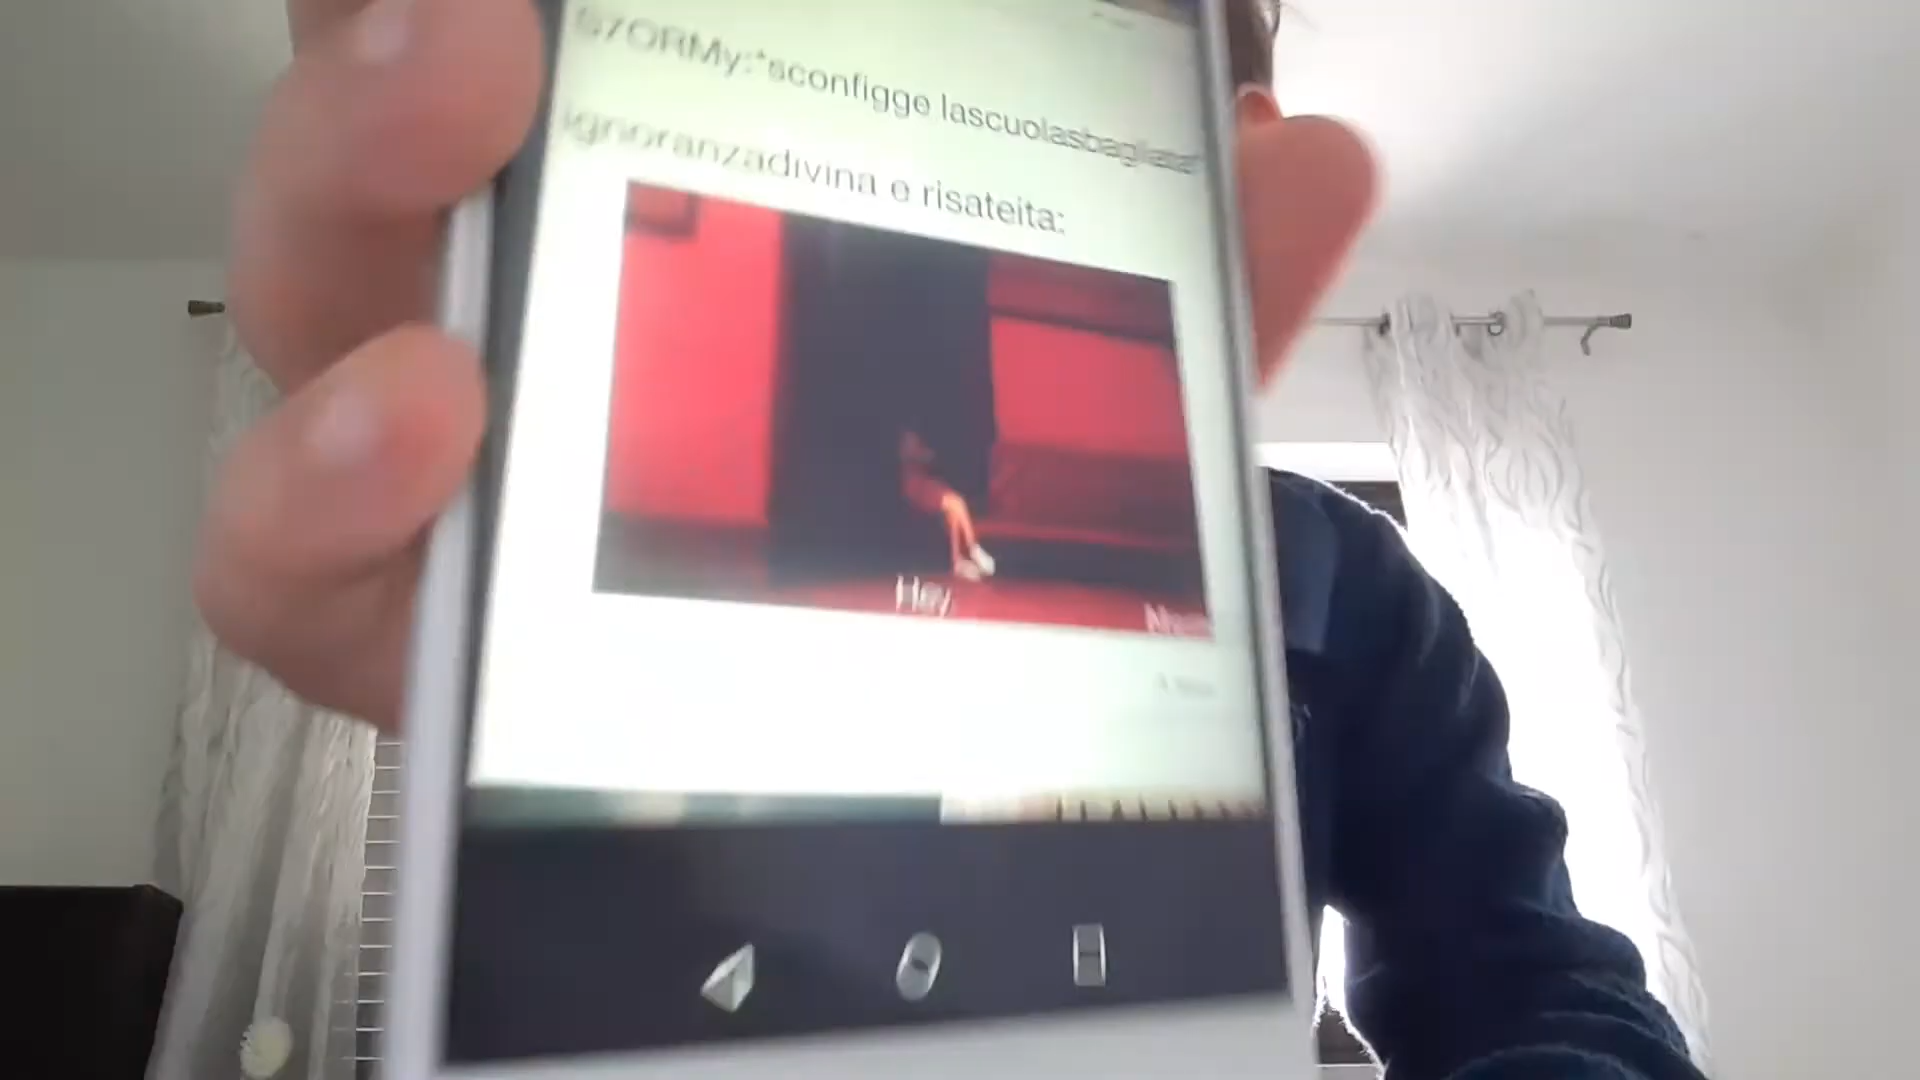 S7ORMy:*sconfigge lascuolasbagliata*
ignoranzadivina e risateita:
Hey